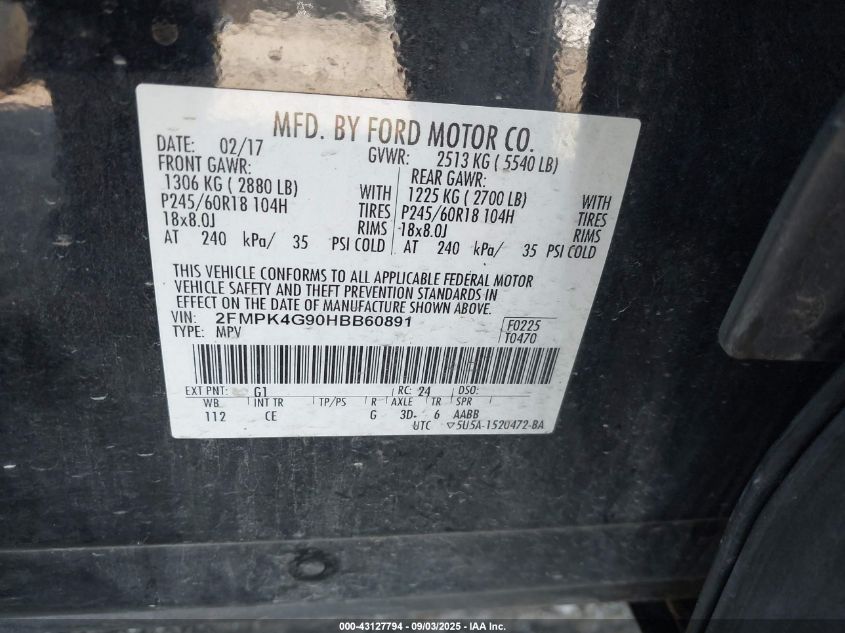 MFD. BY FORD MOTOR CO.
DATE: 02/17 GVWR: 2513 KG ( 5540 LB)
FRONT GAWR: REAR GAWR:
1306 KG ( 2880 LB) WITH 1225 KG ( 2700 LB) WITH
P245/60R18 104H TIRES P245/60R18 104H TIRES
18x8.0J RIMS 18x8.0J RIMS
AT 240 kPa/ 35 PSI COLD AT 240 kPa/ 35 PSI COLD
THIS VEHICLE CONFORMS TO ALL APPLICABLE FEDERAL MOTOR
VEHICLE SAFETY AND THEFT PREVENTION STANDARDS IN
EFFECT ON THE DATE OF MANUFACTURE SHOWN ABOVE.
VIN: 2FMPK4G90HBB60891 F0225
TYPE: MPV T0470
EXT PNT: G1 RC: 24 DSO:
WB INT TR TP/PS R AXLE TR SPR
112 CE G 3D- 6 AABB
UTC ▽5U5A-1520472-BA
000-43127794 - 09/03/2025 - IAA Inc.